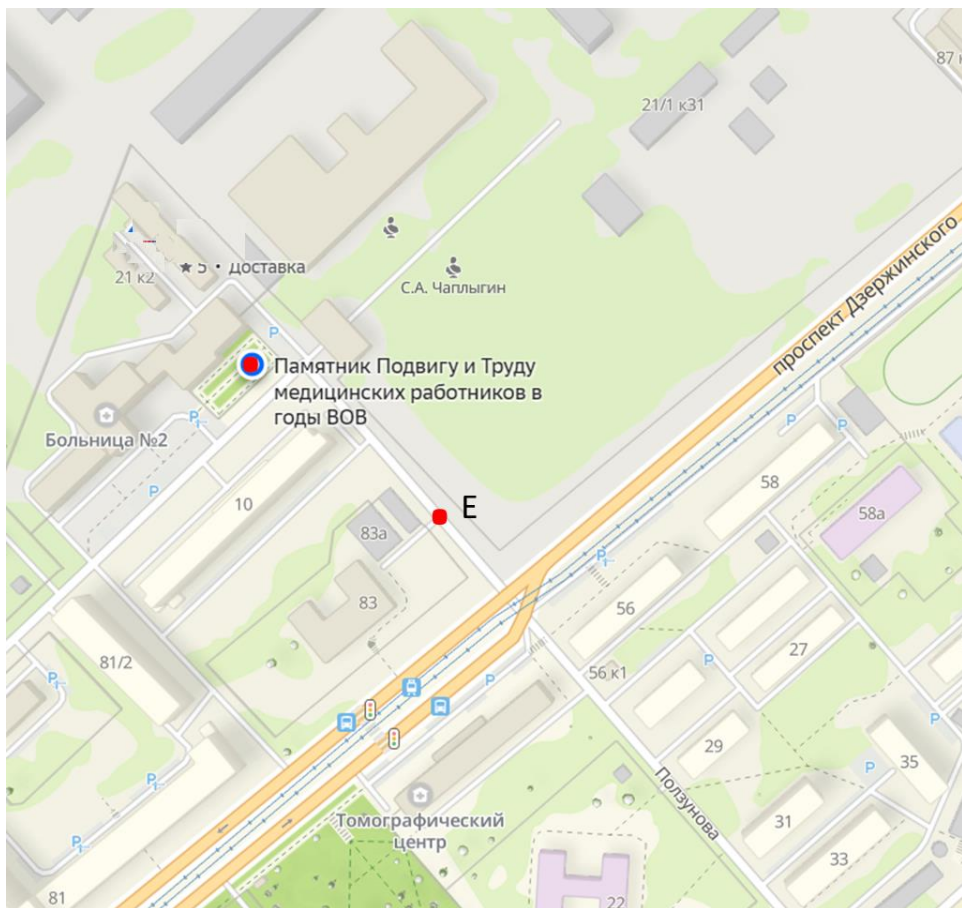 87
21/1 к31
проспект Дзержинского
21 к2
★ 5 • Доставка
С.А. Чаплыгин
P
Памятник Подвигу и Труду
медицинских работников в
годы ВОВ
Больница №2
P
P
P
P
10
E
58
83а
58а
P
83
56
27
81/2
P
56 к1
P
P
29
P
35
Ползунова
P
P
31
Томографический
центр
P
33
81
22